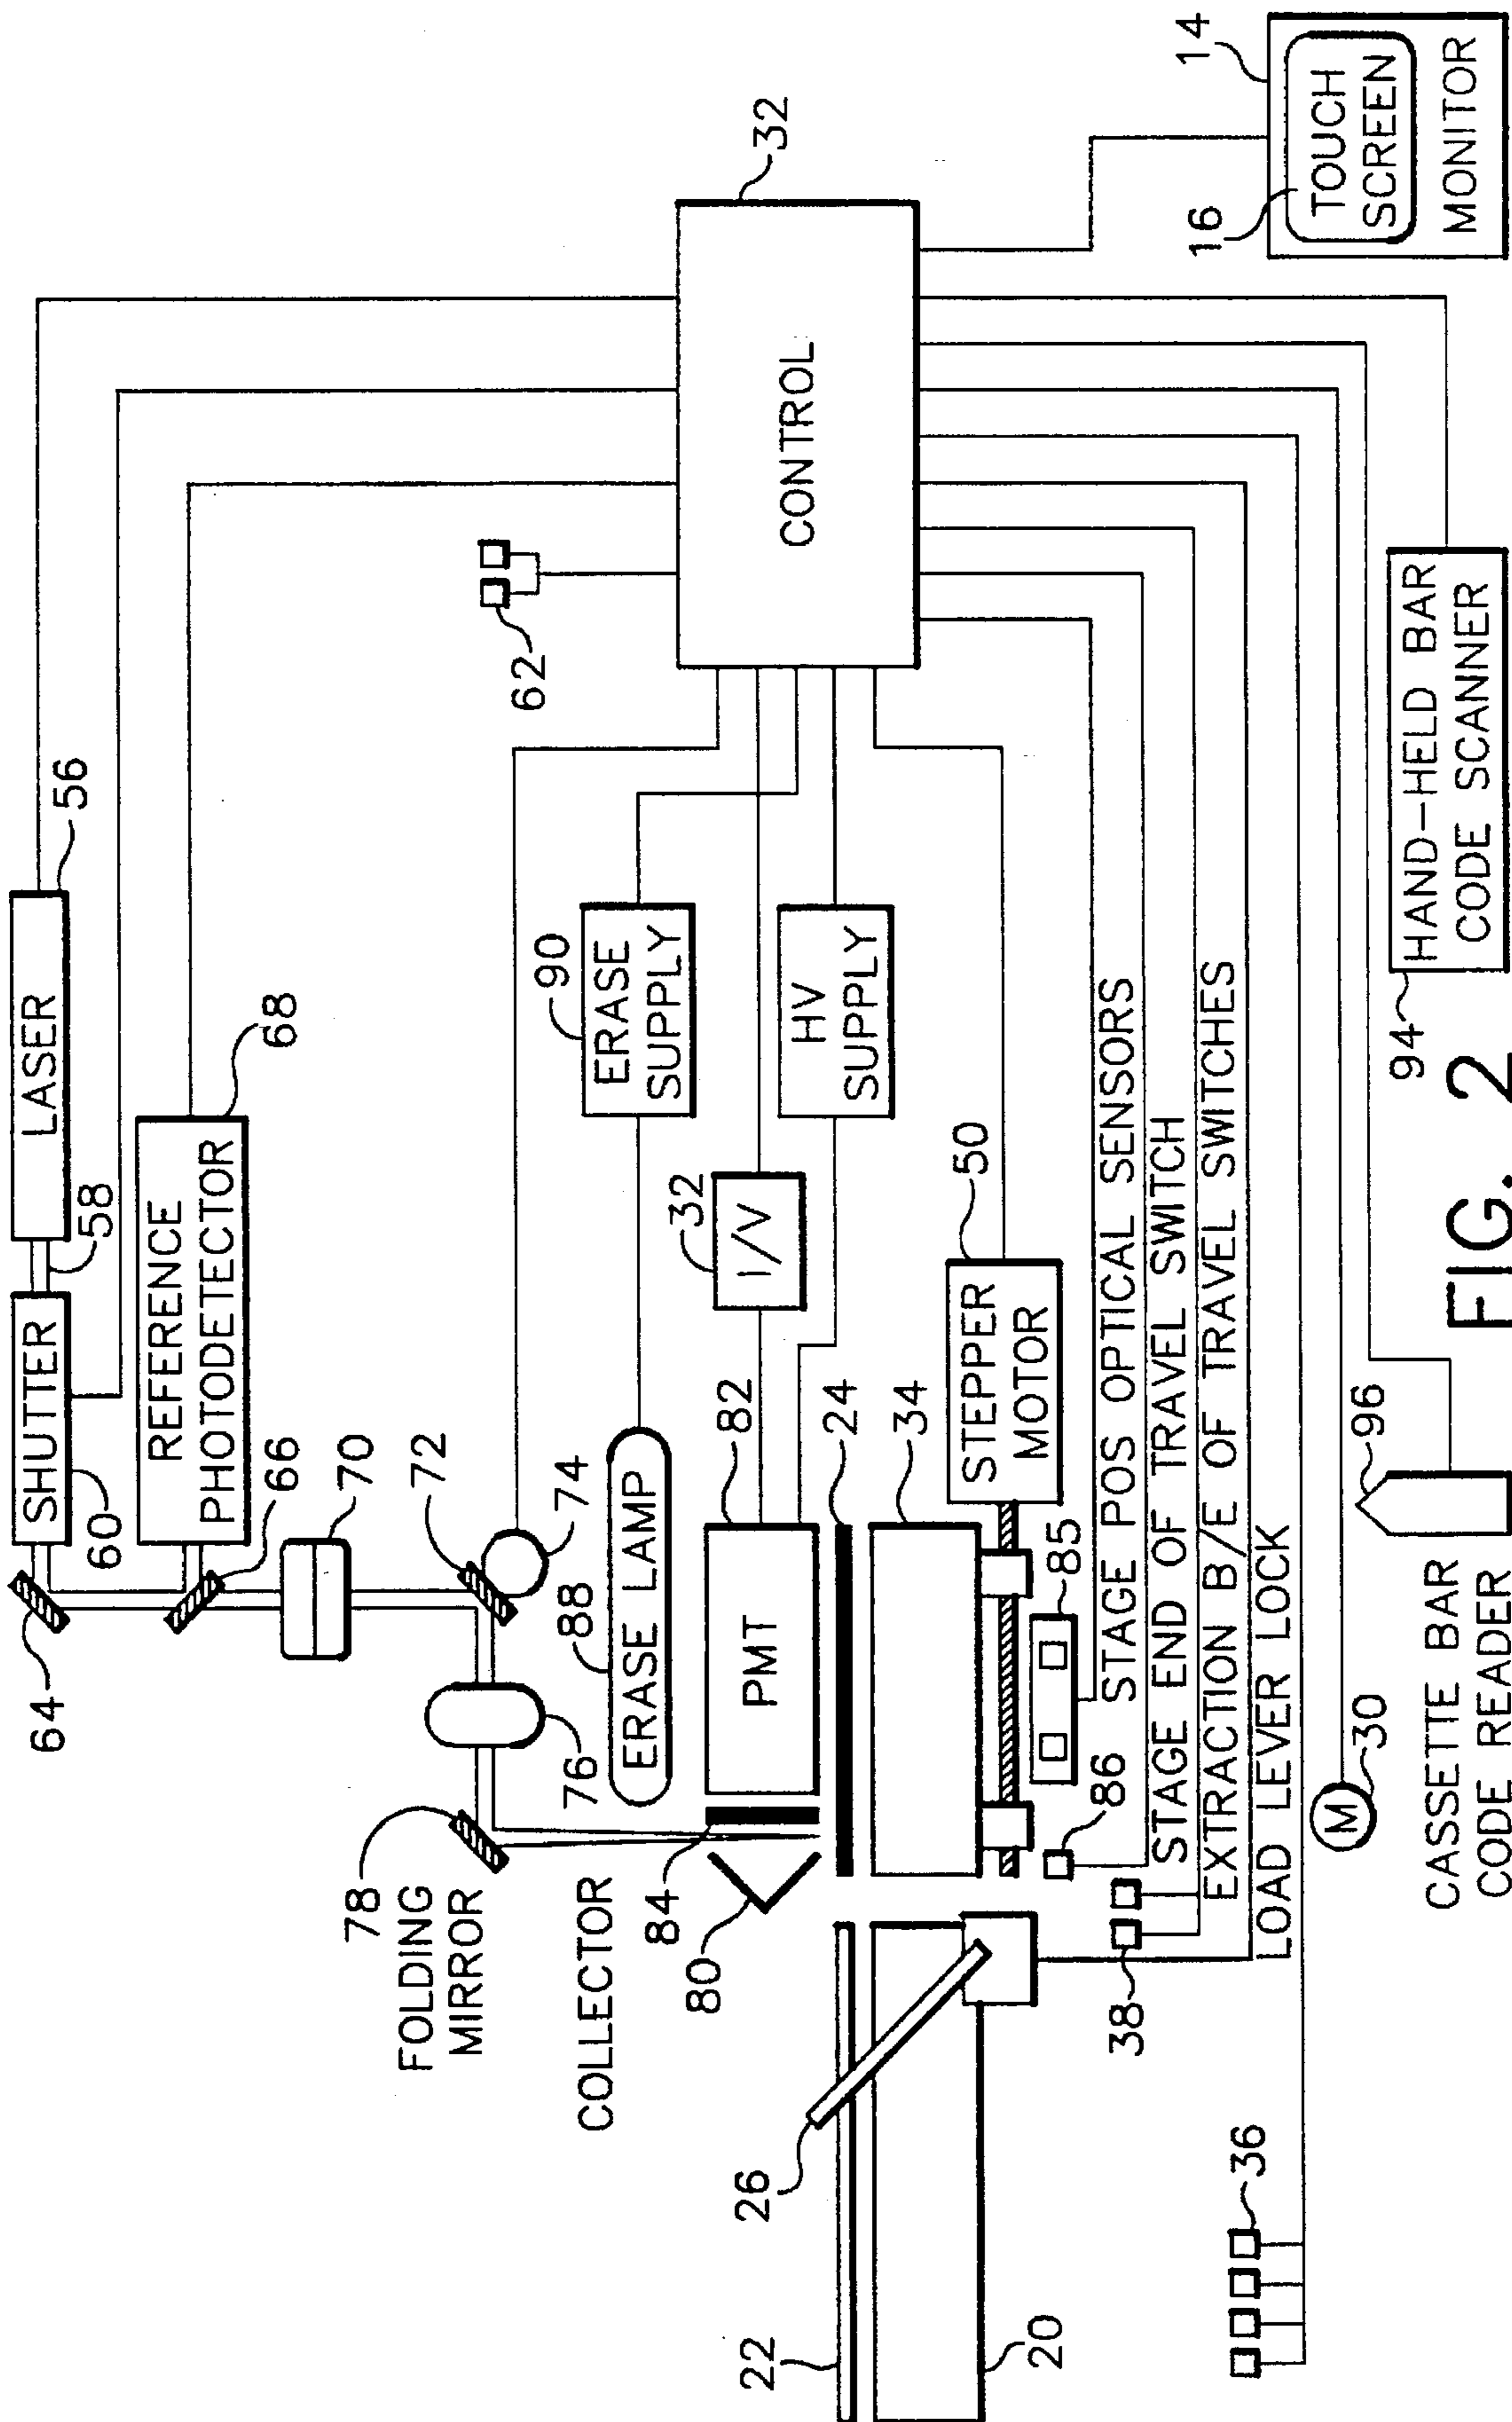 LASER
56
58
SHUTTER
60
64
REFERENCE
PHOTODETECTOR
68
66
70
72
74
76
78
FOLDING
MIRROR
COLLECTOR
62
ERASE
SUPPLY
90
ERASE LAMP
88
I/V
32
HV
SUPPLY
PMT
82
84
80
24
34
STEPPER
MOTOR
50
85
86
CONTROL
32
14
16
TOUCH
SCREEN
MONITOR
22
20
26
38
36
STAGE POS OPTICAL SENSORS
STAGE END OF TRAVEL SWITCH
EXTRACTION B/E OF TRAVEL SWITCHES
LOAD LEVER LOCK
M
30
96
CASSETTE BAR
CODE READER
HAND-HELD BAR
CODE SCANNER
94
FIG. 2